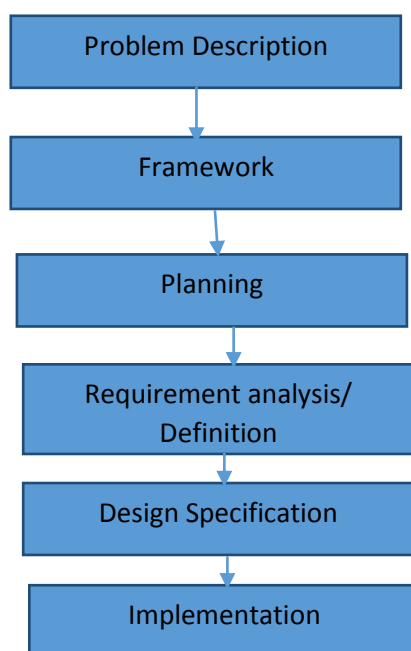 Problem Description
Framework
Planning
Requirement analysis/
Definition
Design Specification
Implementation